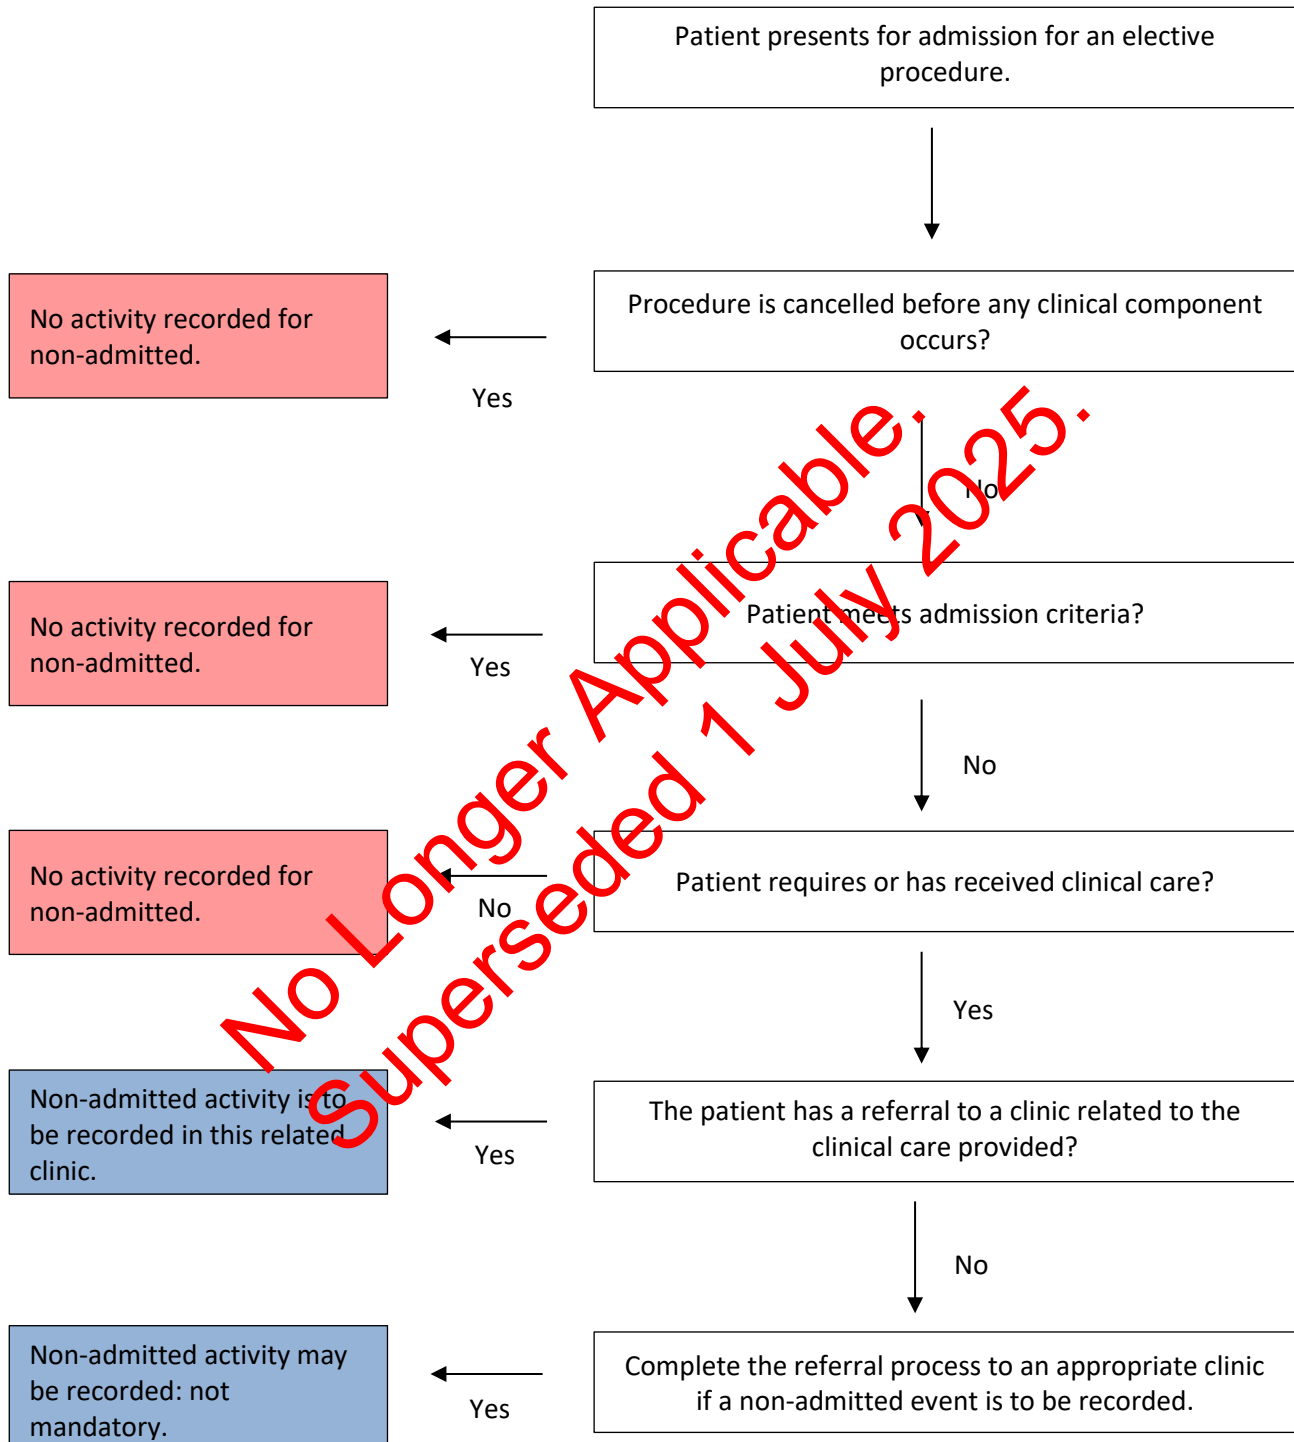 Patient presents for admission for an elective
procedure.
Procedure is cancelled before any clinical component
occurs?
No activity recorded for
non-admitted.
Yes
No
Patient meets admission criteria?
No activity recorded for
non-admitted.
Yes
No
Patient requires or has received clinical care?
No activity recorded for
non-admitted.
No
Yes
The patient has a referral to a clinic related to the
clinical care provided?
Non-admitted activity is to
be recorded in this related
clinic.
Yes
No
Complete the referral process to an appropriate clinic
if a non-admitted event is to be recorded.
Non-admitted activity may
be recorded: not
mandatory.
Yes
No Longer Applicable.
Superseded 1 July 2025.